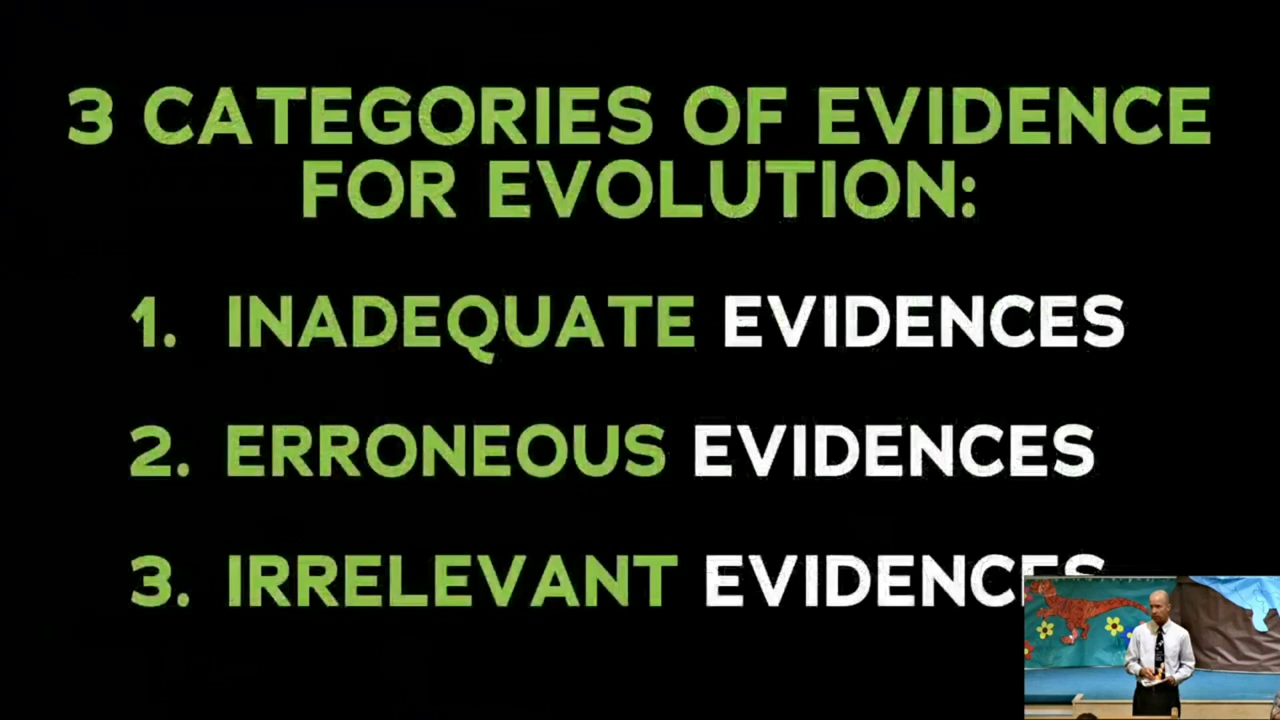 3 CATEGORIES OF EVIDENCE
FOR EVOLUTION:
1. INADEQUATE EVIDENCES
2. ERRONEOUS EVIDENCES
3. IRRELEVANT EVIDENCES